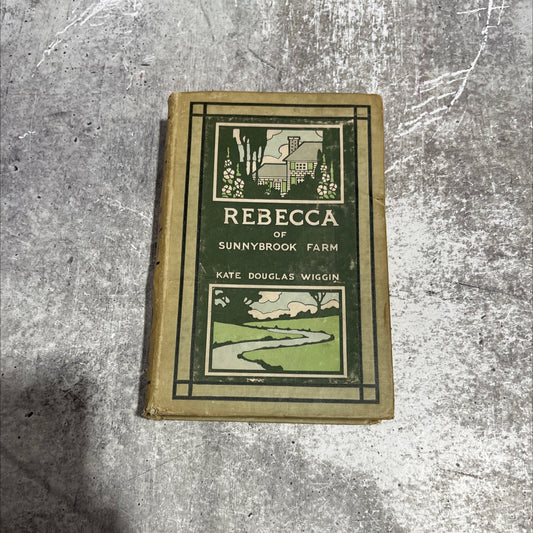 REBECCA
OF
SUNNYBROOK FARM
KATE DOUGLAS WIGGIN